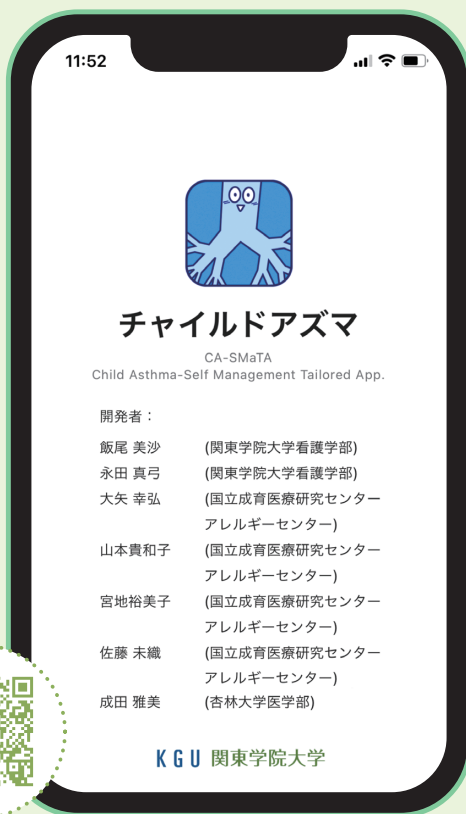 11:52
チャイルドアズマ
CA-SMaTA
Child Asthma-Self Management Tailored App.
開発者：
飯尾 美沙 (関東学院大学看護学部)
永田 真弓 (関東学院大学看護学部)
大矢 幸弘 (国立成育医療研究センター
アレルギーセンター)
山本貴和子 (国立成育医療研究センター
アレルギーセンター)
宮地裕美子 (国立成育医療研究センター
アレルギーセンター)
佐藤 未織 (国立成育医療研究センター
アレルギーセンター)
成田 雅美 (杏林大学医学部)
KGU 関東学院大学